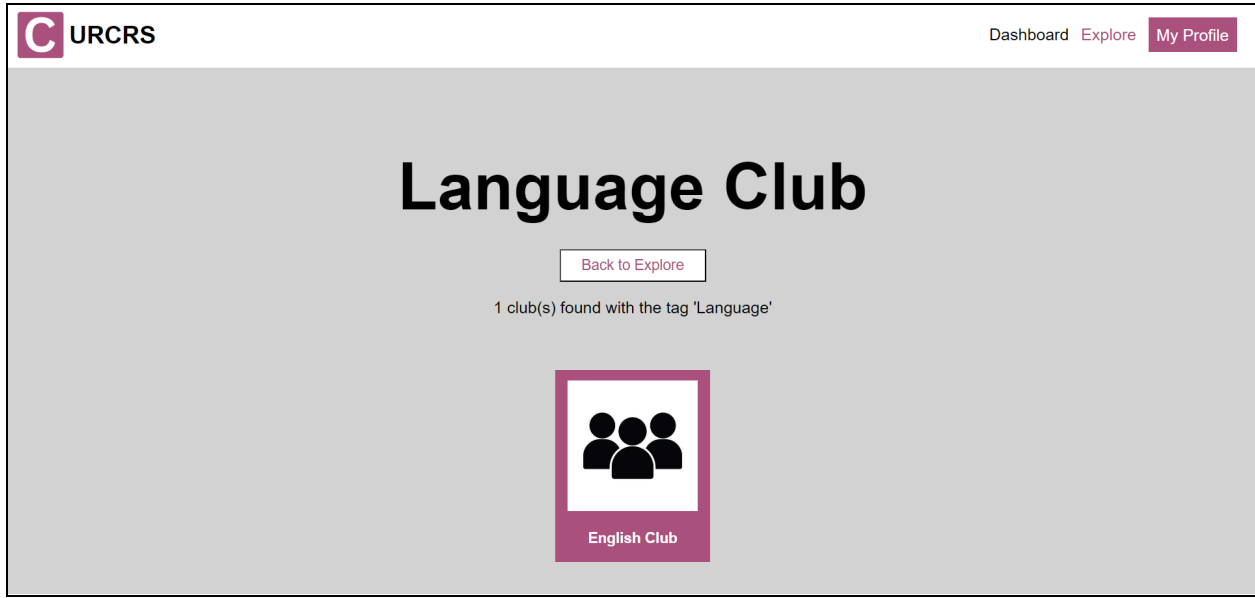 C URCRS
Dashboard Explore My Profile
Language Club
Back to Explore
1 club(s) found with the tag 'Language'
English Club